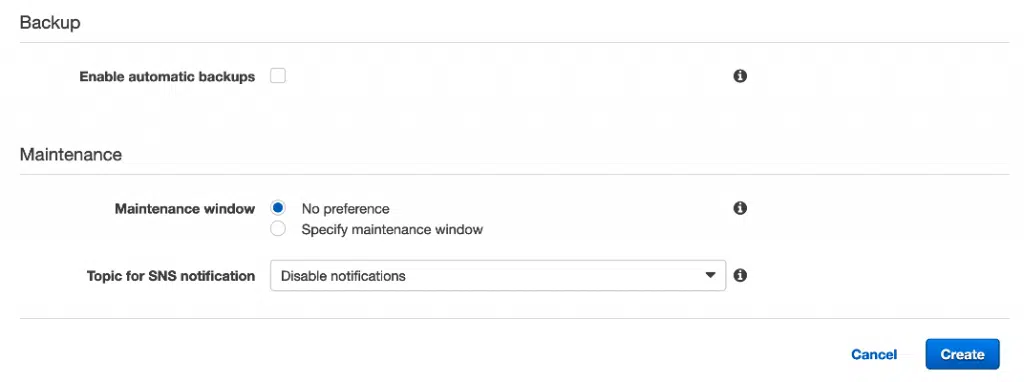 Backup
Enable automatic backups
Maintenance
Maintenance window No preference
Specify maintenance window
Topic for SNS notification Disable notifications
Cancel Create